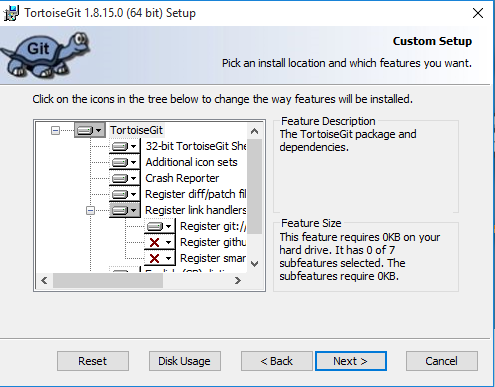 TortoiseGit 1.8.15.0 (64 bit) Setup
Git
Custom Setup
Pick an install location and which features you want.
Click on the icons in the tree below to change the way features will be installed.
TortoiseGit
32-bit TortoiseGit She
Additional icon sets
Crash Reporter
Register diff/patch fil
Register link handlers
Register git://
Register githu
Register smar
Feature Description
The TortoiseGit package and
dependencies.
Feature Size
This feature requires 0KB on your
hard drive. It has 0 of 7
subfeatures selected. The
subfeatures require 0KB.
Reset
Disk Usage
< Back
Next >
Cancel